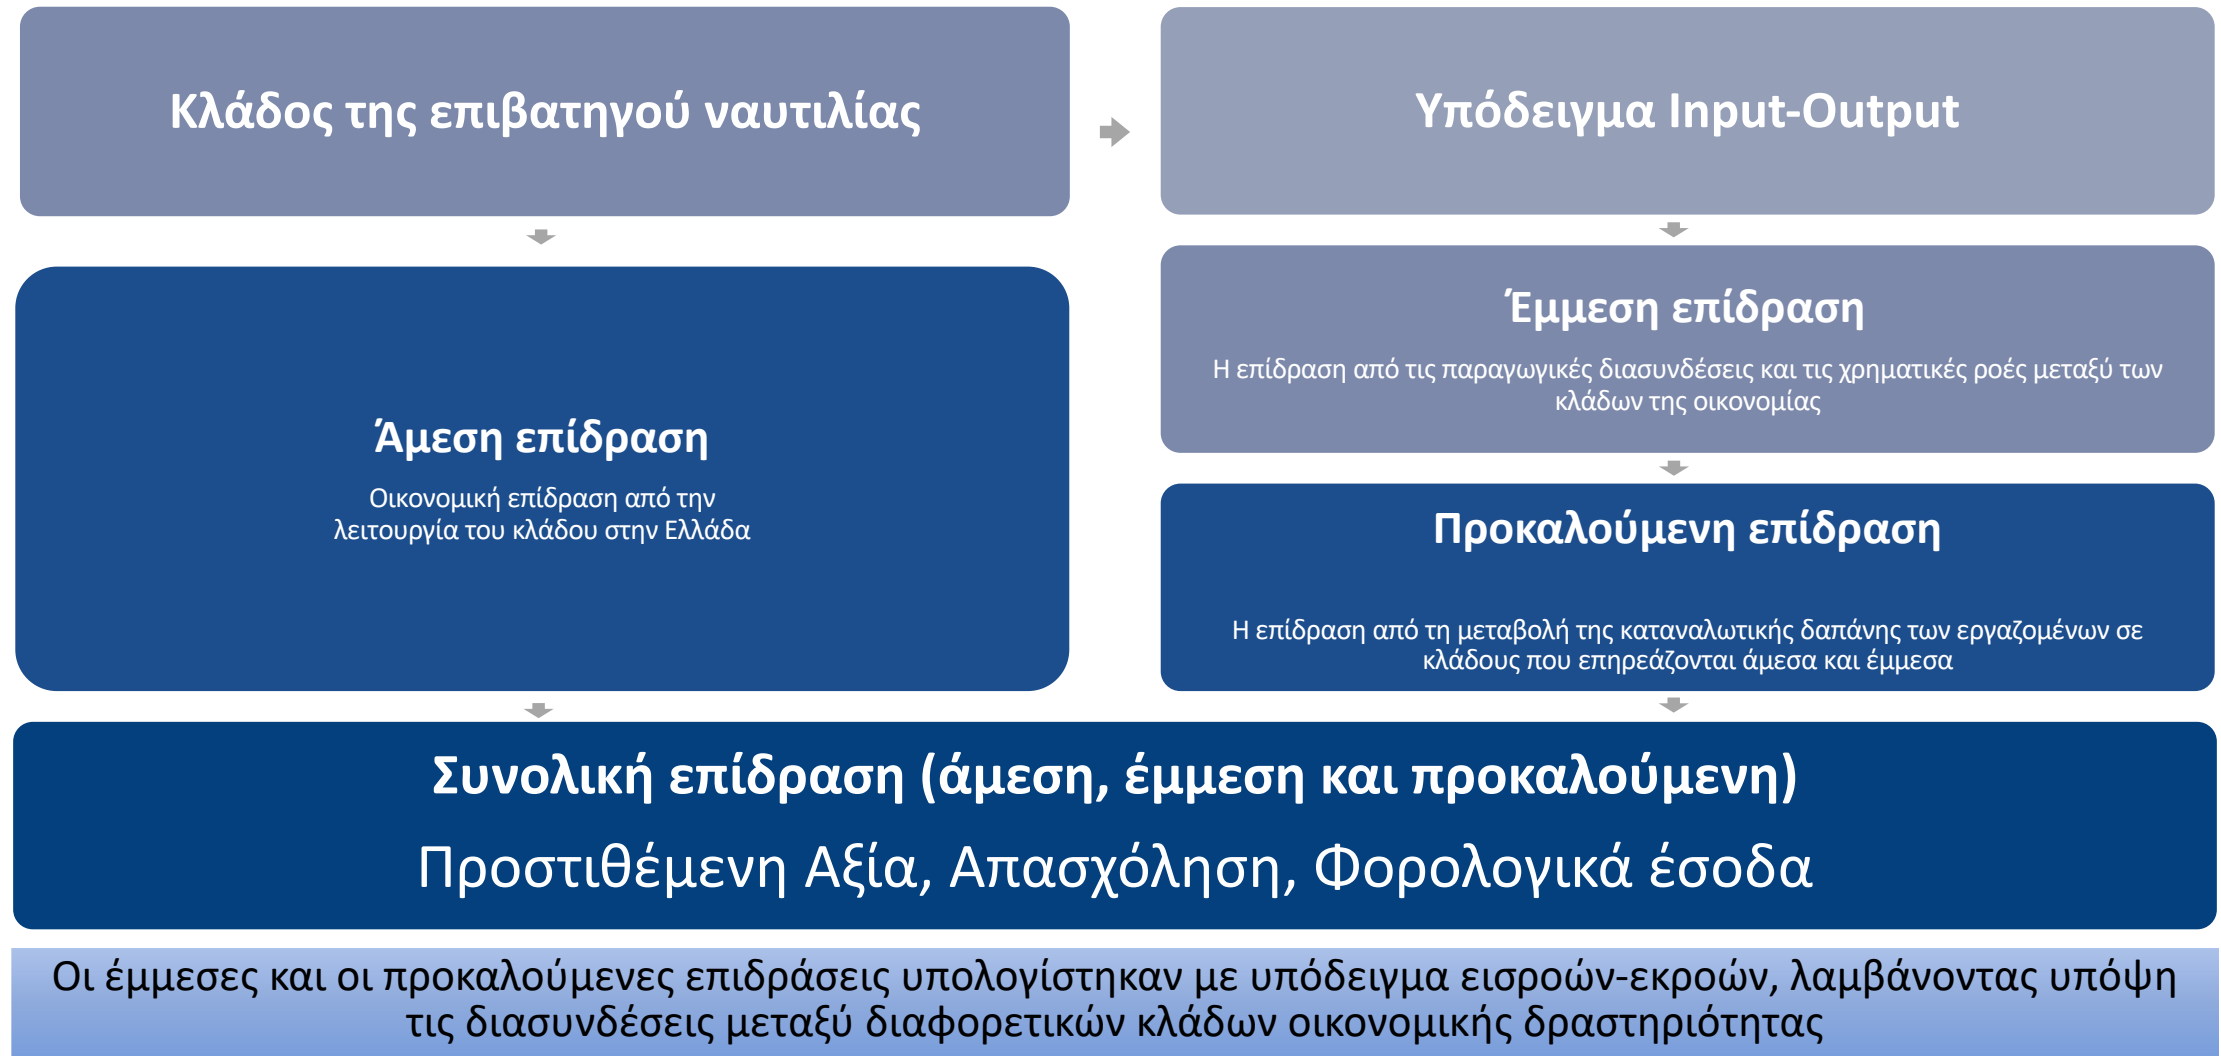 Κλάδος της επιβατηγού ναυτιλίας
Υπόδειγμα Input-Output
Άμεση επίδραση
Οικονομική επίδραση από την
λειτουργία του κλάδου στην Ελλάδα
Έμμεση επίδραση
Η επίδραση από τις παραγωγικές διασυνδέσεις και τις χρηματικές ροές μεταξύ των
κλάδων της οικονομίας
Προκαλούμενη επίδραση
Η επίδραση από τη μεταβολή της καταναλωτικής δαπάνης των εργαζομένων σε
κλάδους που επηρεάζονται άμεσα και έμμεσα
Συνολική επίδραση (άμεση, έμμεση και προκαλούμενη)
Προστιθέμενη Αξία, Απασχόληση, Φορολογικά έσοδα
Οι έμμεσες και οι προκαλούμενες επιδράσεις υπολογίστηκαν με υπόδειγμα εισροών-εκροών, λαμβάνοντας υπόψη
τις διασυνδέσεις μεταξύ διαφορετικών κλάδων οικονομικής δραστηριότητας